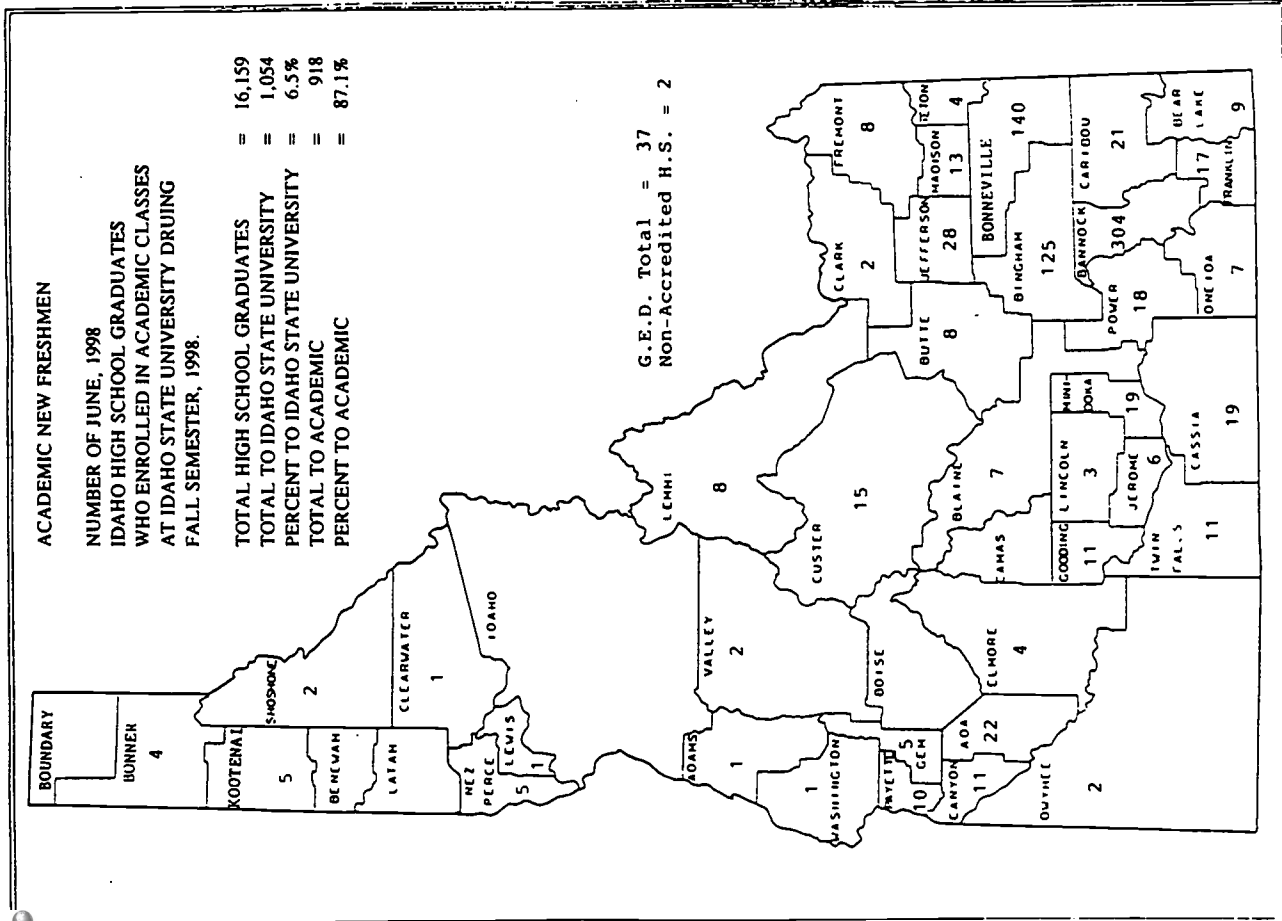 ACADEMIC NEW FRESHMEN
NUMBER OF JUNE, 1998
IDAHO HIGH SCHOOL GRADUATES
WHO ENROLLED IN ACADEMIC CLASSES
AT IDAHO STATE UNIVERSITY DRUING
FALL SEMESTER, 1998.
TOTAL HIGH SCHOOL GRADUATES = 16,159
TOTAL TO IDAHO STATE UNIVERSITY = 1,054
PERCENT TO IDAHO STATE UNIVERSITY = 6.5%
TOTAL TO ACADEMIC = 918
PERCENT TO ACADEMIC = 87.1%
G.E.D. Total = 37
Non-Accredited H.S. = 2
BOUNDARY
BONNER
4
KOOTENAI
5
SHOSHONE
2
BENEWAH
LATAH
CLEARWATER
1
NEZ
PERCE
5
LEWIS
1
IDAHO
ADAMS
1
VALLEY
2
WASHINGTON
1
LEMHI
8
CUSTER
15
PAYETTE
10
GEM
5
BOISE
CANYON
11
ADA
22
ELMORE
4
OWYHEE
2
CAMAS
BLAINE
7
GOODING
11
LINCOLN
3
JEROME
6
MINI-
DOKA
19
TWIN
FALLS
11
CASSIA
19
CLARK
2
FREMONT
8
BUTTE
8
JEFFERSON
28
MADISON
13
TETON
4
BONNEVILLE
140
BINGHAM
125
POWER
18
BANNOCK
304
CARIBOU
21
ONEIDA
7
17
FRANKLIN
BEAR
LAKE
9